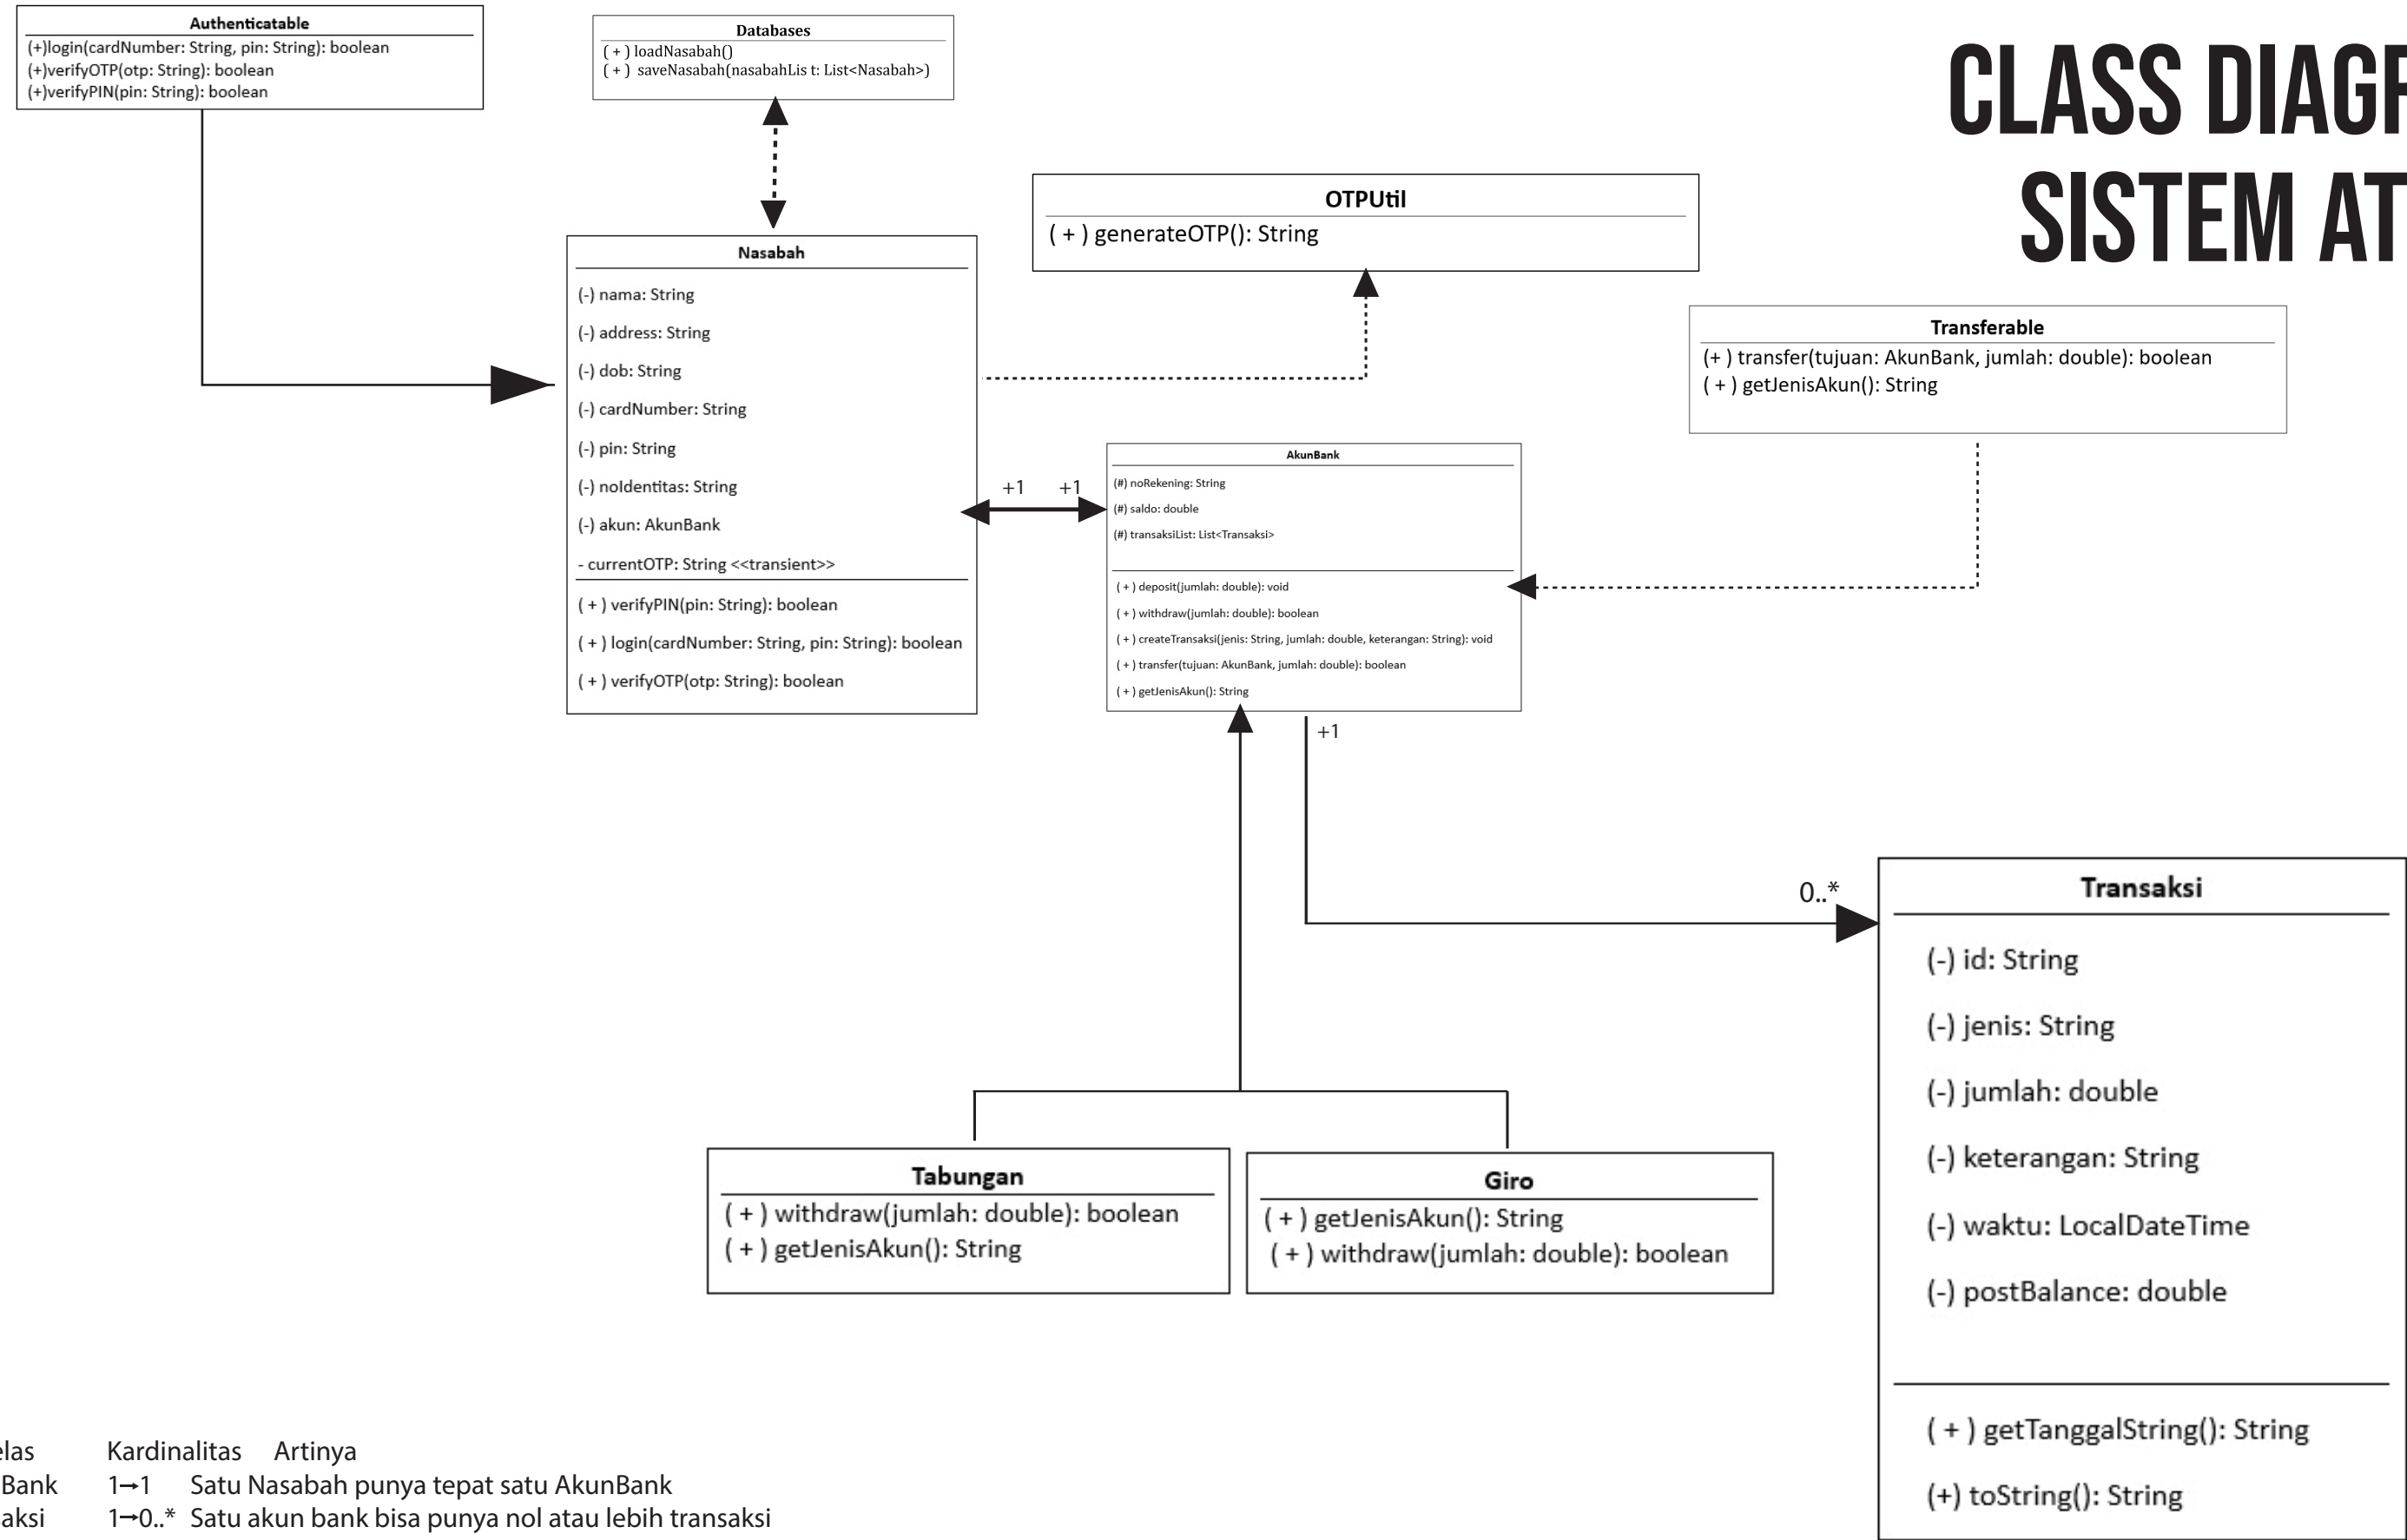 Authenticatable
(+)login(cardNumber: String, pin: String): boolean
(+)verifyOTP(otp: String): boolean
(+)verifyPIN(pin: String): boolean
Databases
( + ) loadNasabah()
( + ) saveNasabah(nasabahLis t: List<Nasabah>)
CLASS DIAGR
SISTEM AT
OTPUtil
( + ) generateOTP(): String
Nasabah
(-) nama: String
(-) address: String
(-) dob: String
(-) cardNumber: String
(-) pin: String
(-) noIdentitas: String
(-) akun: AkunBank
- currentOTP: String <<transient>>
( + ) verifyPIN(pin: String): boolean
( + ) login(cardNumber: String, pin: String): boolean
( + ) verifyOTP(otp: String): boolean
Transferable
(+ ) transfer(tujuan: AkunBank, jumlah: double): boolean
( + ) getJenisAkun(): String
+1 +1
AkunBank
(#) noRekening: String
(#) saldo: double
(#) transaksiList: List<Transaksi>
( + ) deposit(jumlah: double): void
( + ) withdraw(jumlah: double): boolean
( + ) createTransaksi(jenis: String, jumlah: double, keterangan: String): void
( + ) transfer(tujuan: AkunBank, jumlah: double): boolean
( + ) getJenisAkun(): String
+1
0..*
Transaksi
(-) id: String
(-) jenis: String
(-) jumlah: double
(-) keterangan: String
(-) waktu: LocalDateTime
(-) postBalance: double
( + ) getTanggalString(): String
(+) toString(): String
Tabungan
( + ) withdraw(jumlah: double): boolean
( + ) getJenisAkun(): String
Giro
( + ) getJenisAkun(): String
( + ) withdraw(jumlah: double): boolean
elas Kardinalitas Artinya
Bank 1→1 Satu Nasabah punya tepat satu AkunBank
aksi 1→0..* Satu akun bank bisa punya nol atau lebih transaksi